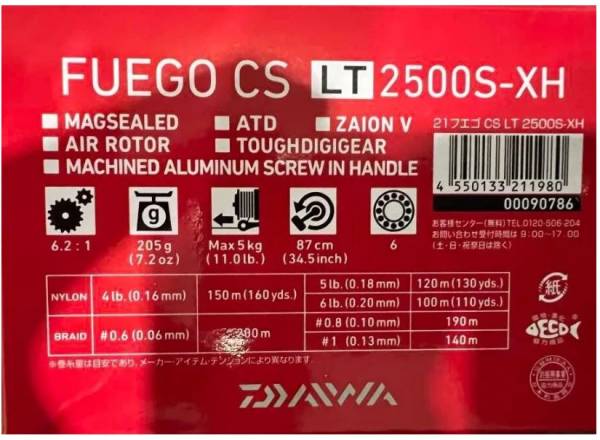 FUEGO CS LT 2500S-XH
■ MAGSEALED ■ ATD ■ ZAION V
■ AIR ROTOR ■ TOUGHDIGIGEAR
■ MACHINED ALUMINUM SCREW IN HANDLE
21フエゴ CS LT 2500S-XH
4 550133 211980
00090786
お客様センター(無料)TEL.0120-506-204
お問い合わせ受付時間は 9:00~17:00
(土・日・祝祭日は除く)
g
6.2 : 1 205g Max 5kg 87cm 6
(7.2oz) (11.0lb.) (34.5inch)
NYLON 4lb. (0.16mm) 150m (160yds.) 5lb. (0.18mm) 120m (130yds.)
6lb. (0.20mm) 100m (110yds.)
BRAID #0.6 (0.06mm) 200m #0.8 (0.10mm) 190m
#1 (0.13mm) 140m
※巻糸量は目安であり、メーカー・アイテム・テンションにより異なります。
紙
ECO
DAIWA